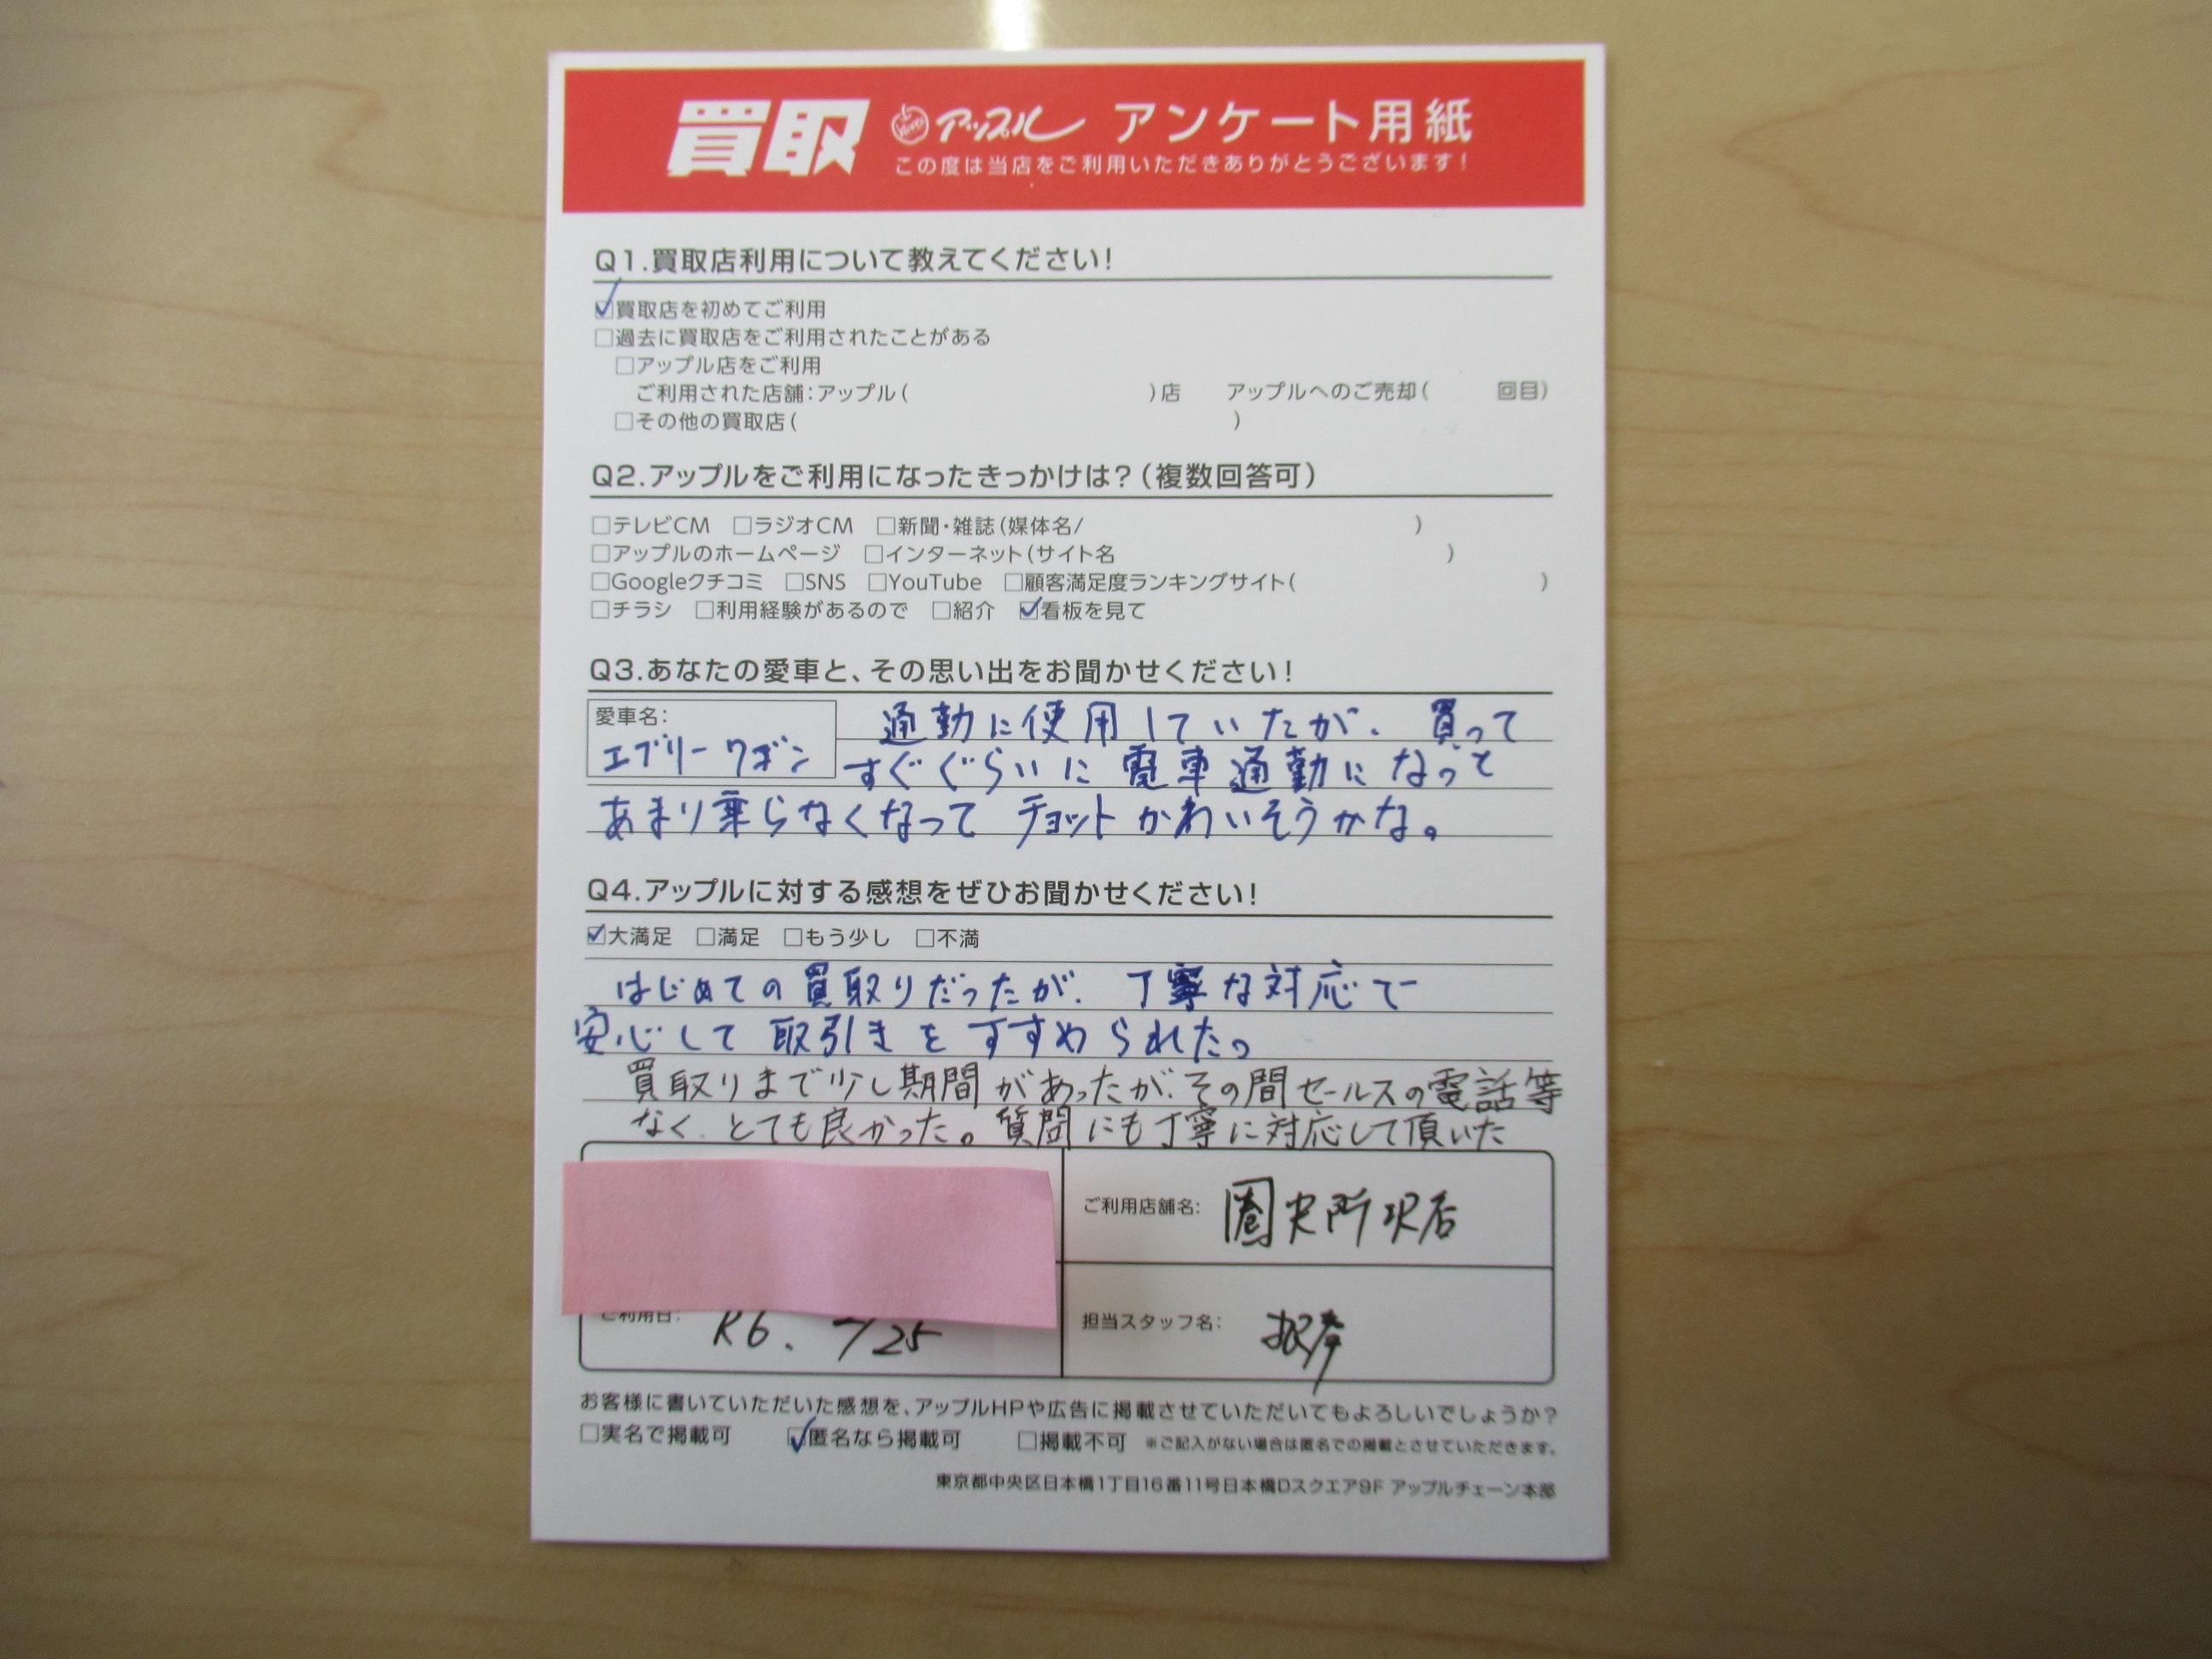 買取 アップル アンケート用紙
この度は当店をご利用いただきありがとうございます!
Q1.買取店利用について教えてください!
☑買取店を初めてご利用
□過去に買取店をご利用されたことがある
□アップル店をご利用
ご利用された店舗:アップル( )店 アップルへのご売却( 回目)
□その他の買取店( )
Q2.アップルをご利用になったきっかけは?(複数回答可)
□テレビCM □ラジオCM □新聞・雑誌(媒体名/ )
□アップルのホームページ □インターネット(サイト名 )
□Googleクチコミ □SNS □YouTube □顧客満足度ランキングサイト( )
□チラシ □利用経験があるので □紹介 ☑看板を見て
Q3.あなたの愛車と、その思い出をお聞かせください!
愛車名:
エブリーワゴン
通勤に使用していたが、買って
すぐぐらいに電車通勤になって
あまり乗らなくなってチョットかわいそうかな。
Q4.アップルに対する感想をぜひお聞かせください!
☑大満足 □満足 □もう少し □不満
はじめての買取りだったが、丁寧な対応で
安心して取引きをすすめられた。
買取りまで少し期間があったが、その間セールスの電話等
なく、とても良かった。質問にも丁寧に対応して頂いた
ご利用店舗名: 圏央所沢店
ご利用日: R6. 7/25
担当スタッフ名:
お客様に書いていただいた感想を、アップルHPや広告に掲載させていただいてもよろしいでしょうか?
□実名で掲載可 ☑匿名なら掲載可 □掲載不可 ※ご記入がない場合は匿名での掲載とさせていただきます。
東京都中央区日本橋1丁目16番11号日本橋Dスクエア9F アップルチェーン本部